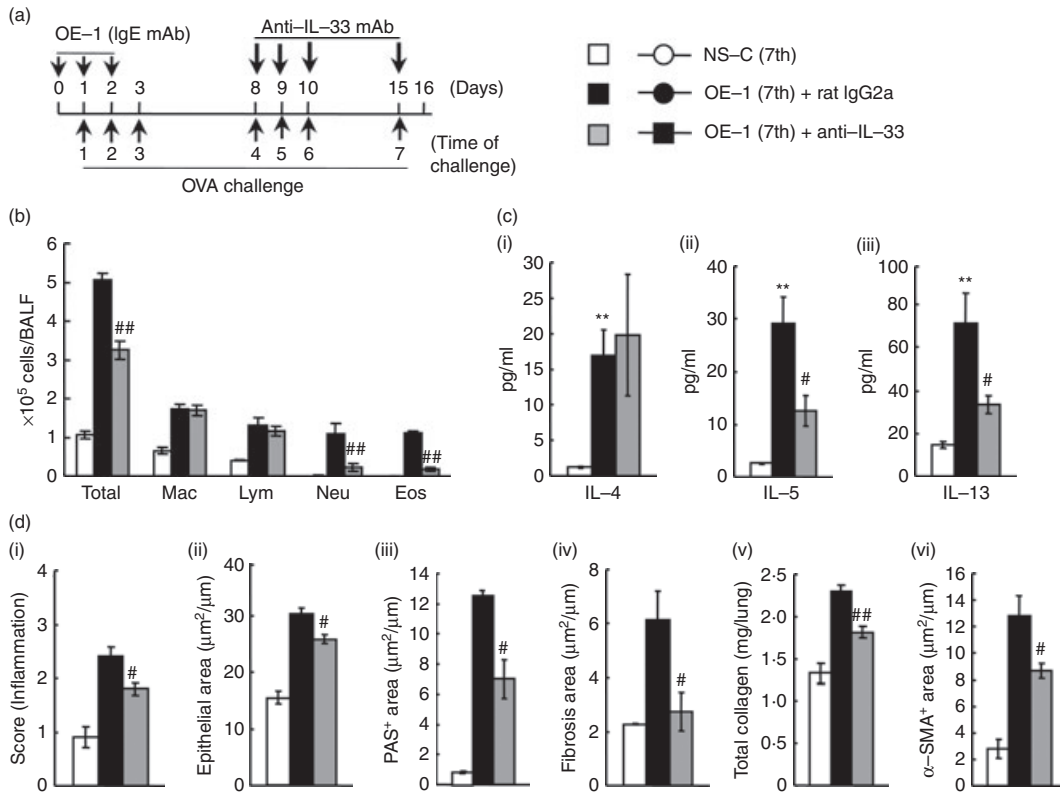 (a)
OE–1 (IgE mAb)
Anti–IL–33 mAb
0 1 2 3 8 9 10 15 16 (Days)
1 2 3 4 5 6 7 (Time of
challenge)
OVA challenge
NS–C (7th)
OE–1 (7th) + rat IgG2a
OE–1 (7th) + anti–IL–33
(b)
×10⁵ cells/BALF
6
5
4
3
2
1
0
##
##
##
Total Mac Lym Neu Eos
(c)
(i)
pg/ml
30
25
20
15
10
5
0
**
IL–4
(ii)
pg/ml
40
30
20
10
0
**
#
IL–5
(iii)
pg/ml
100
80
60
40
20
0
**
#
IL–13
(d)
(i)
Score (Inflammation)
4
3
2
1
0
#
(ii)
Epithelial area (μm²/μm)
40
30
20
10
0
#
(iii)
PAS⁺ area (μm²/μm)
14
12
10
8
6
4
2
0
#
(iv)
Fibrosis area (μm²/μm)
8
6
4
2
0
#
(v)
Total collagen (mg/lung)
2·5
2·0
1·5
1·0
0·5
0
##
(vi)
α–SMA⁺ area (μm²/μm)
16
14
12
10
8
6
4
2
0
#